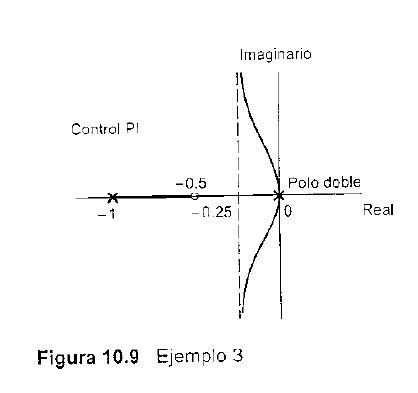 Imaginario
Control PI
−0.5
Polo doble
−1
−0.25
0
Real
Figura 10.9 Ejemplo 3